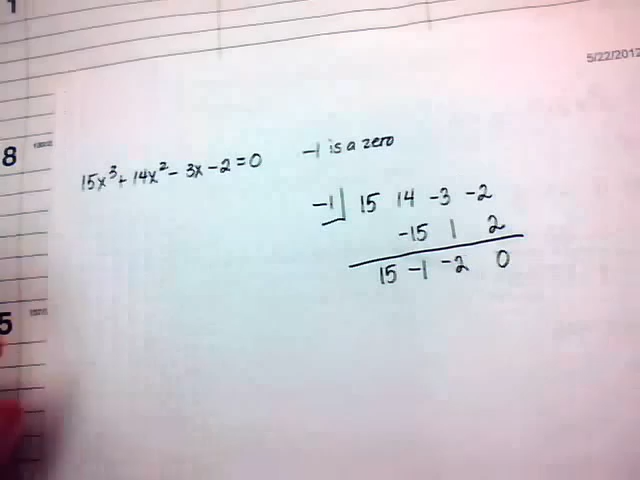 1
5/22/2012
8
-1 is a zero
15x³ + 14x² - 3x - 2 = 0
-1 | 15 14 -3 -2
-15 1 2
15 -1 -2 0
5